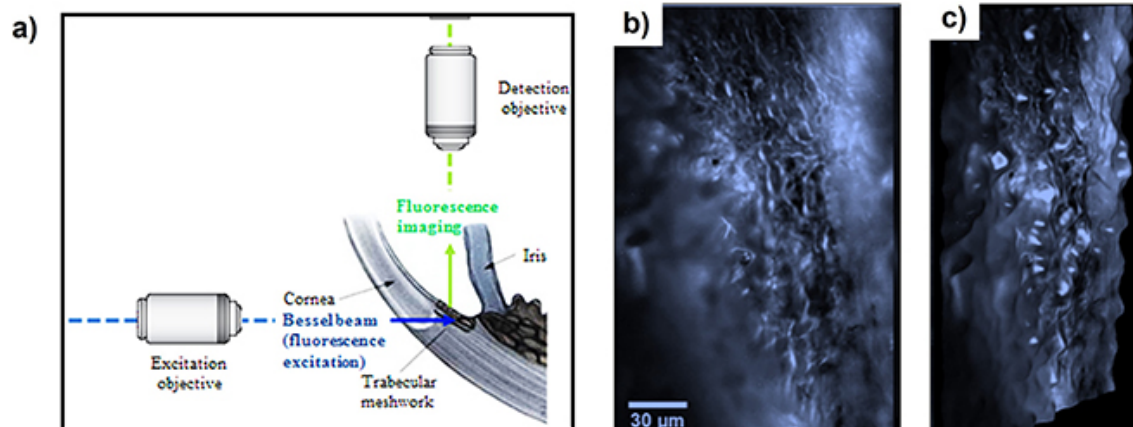 a)
Detection
objective
Fluorescence
imaging
Iris
Cornea
Besselbeam
(fluorescence
excitation)
Excitation
objective
Trabecular
meshwork
b)
30 µm
c)